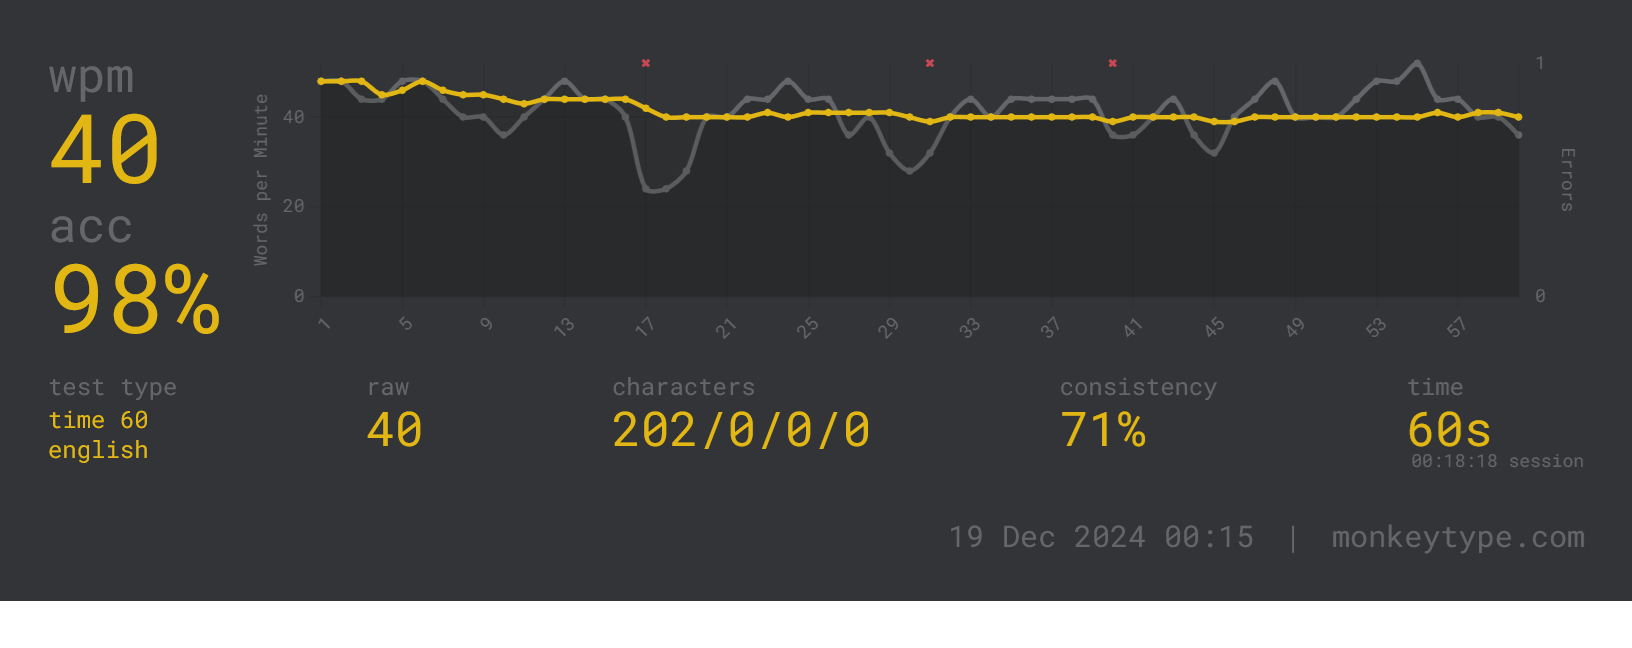 wpm
40
acc
98%
Words per Minute
40
20
0
1
0
Errors
1 5 9 13 17 21 25 29 33 37 41 45 49 53 57
test type
time 60
english
raw
40
characters
202/0/0/0
consistency
71%
time
60s
00:18:18 session
19 Dec 2024 00:15 | monkeytype.com